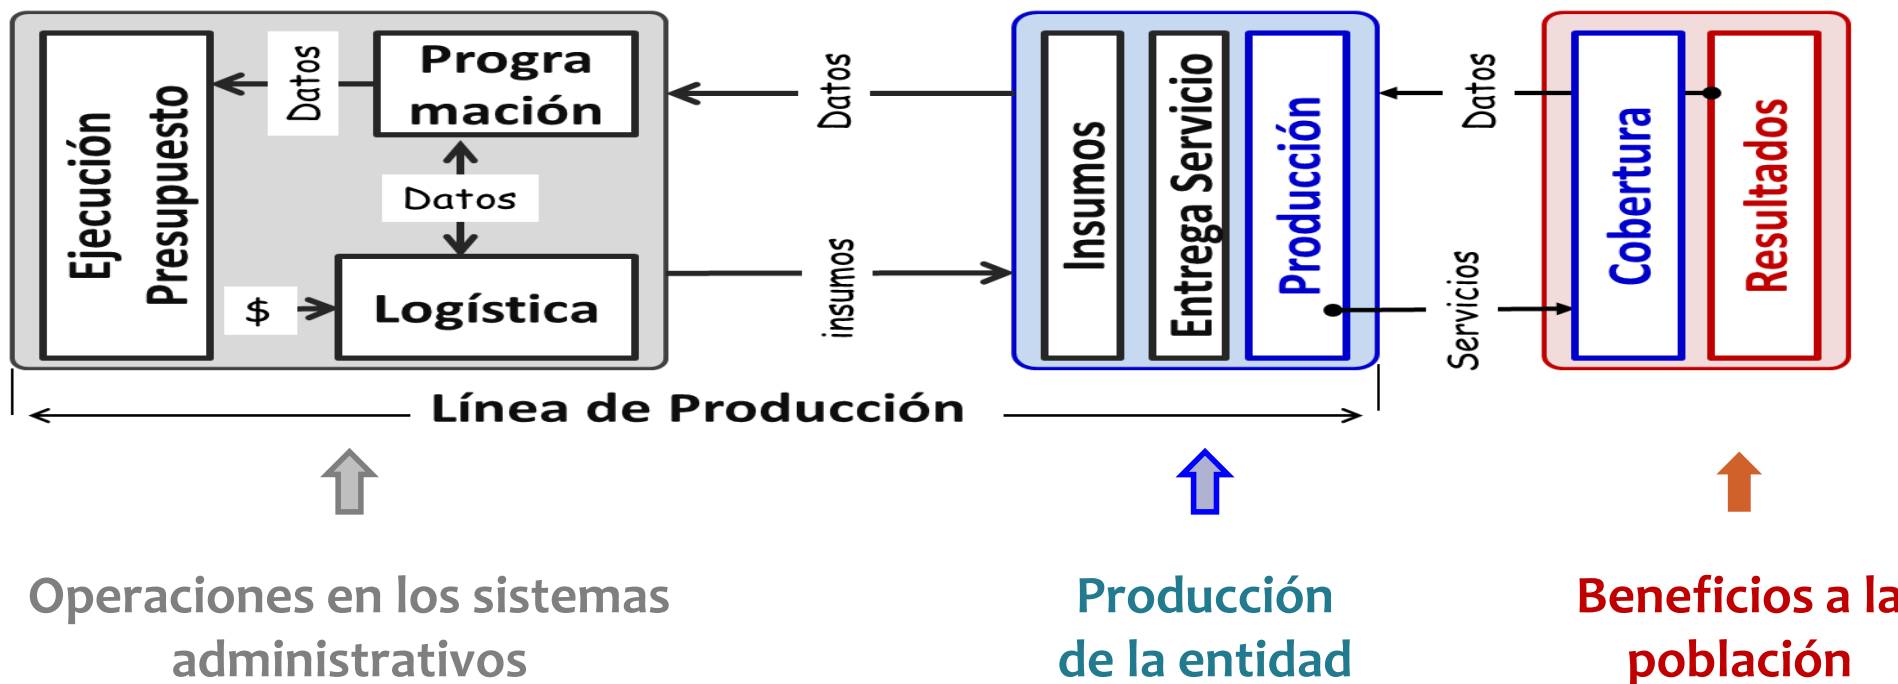 Ejecución
Presupuesto
Datos
Progra
mación
Datos
$
Logística
Datos
insumos
Insumos
Entrega Servicio
Producción
Datos
Servicios
Cobertura
Resultados
Línea de Producción
Operaciones en los sistemas
administrativos
Producción
de la entidad
Beneficios a la
población